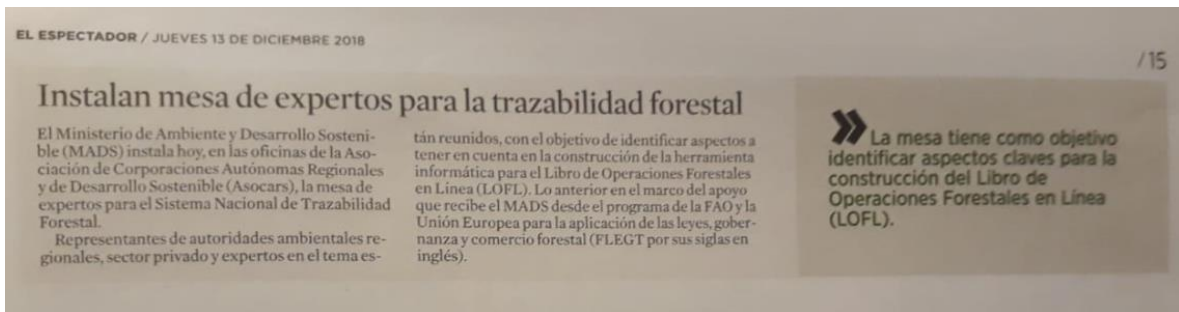 EL ESPECTADOR / JUEVES 13 DE DICIEMBRE 2018
/15
Instalan mesa de expertos para la trazabilidad forestal
El Ministerio de Ambiente y Desarrollo Sosteni-
ble (MADS) instala hoy, en las oficinas de la Aso-
ciación de Corporaciones Autónomas Regionales
y de Desarrollo Sostenible (Asocars), la mesa de
expertos para el Sistema Nacional de Trazabilidad
Forestal.
Representantes de autoridades ambientales re-
gionales, sector privado y expertos en el tema es-
tán reunidos, con el objetivo de identificar aspectos a
tener en cuenta en la construcción de la herramienta
informática para el Libro de Operaciones Forestales
en Línea (LOFL). Lo anterior en el marco del apoyo
que recibe el MADS desde el programa de la FAO y la
Unión Europea para la aplicación de las leyes, gober-
nanza y comercio forestal (FLEGT por sus siglas en
inglés).
» La mesa tiene como objetivo
identificar aspectos claves para la
construcción del Libro de
Operaciones Forestales en Línea
(LOFL).